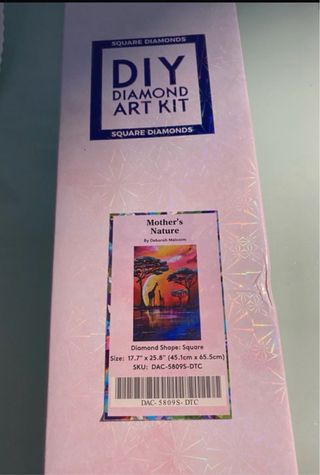 SQUARE DIAMONDS
DIY
DIAMOND
ART KIT
SQUARE DIAMONDS
Mother's
Nature
By Deborah Malcolm
Diamond Shape: Square
Size: 17.7" x 25.8" (45.1cm x 65.5cm)
SKU: DAC-5809S-DTC
DAC- 5809S- DTC